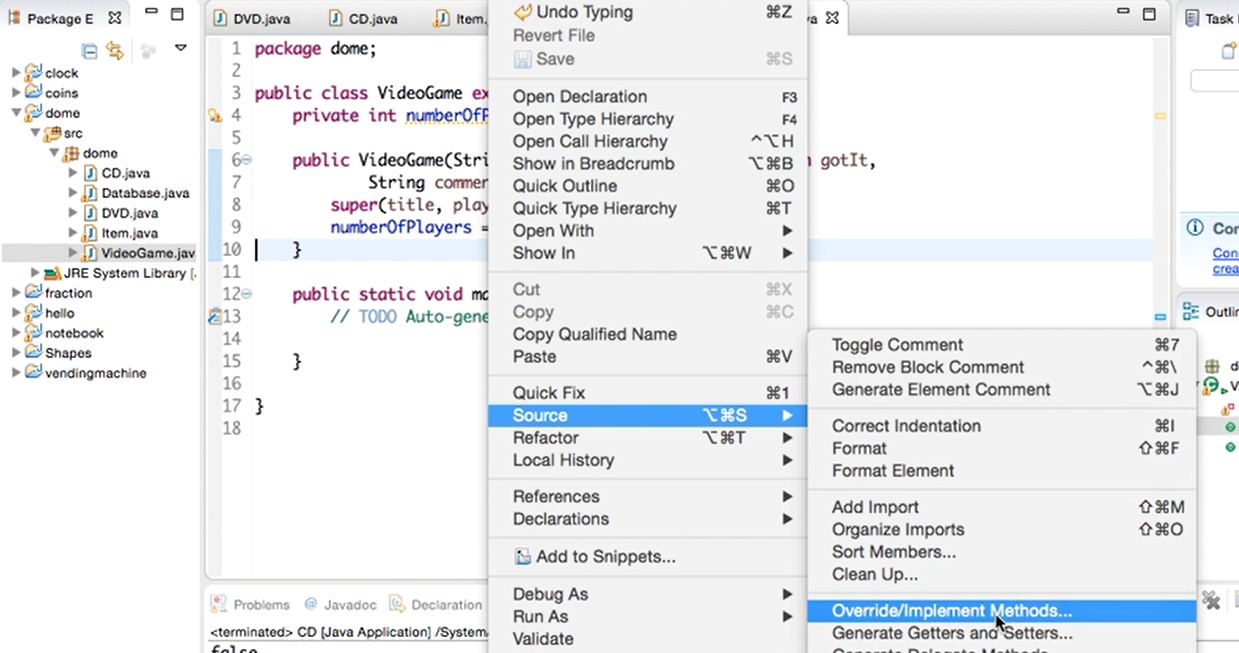 Package E
DVD.java
CD.java
Item.
va
Task
clock
coins
dome
src
dome
CD.java
Database.java
DVD.java
Item.java
VideoGame.jav
JRE System Library [
fraction
hello
notebook
Shapes
vendingmachine
1 package dome;
2
3 public class VideoGame ex
4 private int numberOfP
5
6 public VideoGame(Stri gotIt,
7 String commen
8 super(title, play
9 numberOfPlayers =
10 }
11
12 public static void ma
13 // TODO Auto-gene
14
15 }
16
17 }
18
Undo Typing ⌘Z
Revert File
Save ⌘S
Open Declaration F3
Open Type Hierarchy F4
Open Call Hierarchy ^⌥H
Show in Breadcrumb ⌥⌘B
Quick Outline ⌘O
Quick Type Hierarchy ⌘T
Open With
Show In ⌥⌘W
Cut ⌘X
Copy ⌘C
Copy Qualified Name
Paste ⌘V
Quick Fix ⌘1
Source ⌥⌘S
Refactor ⌥⌘T
Local History
References
Declarations
Add to Snippets...
Debug As
Run As
Validate
Toggle Comment ⌘7
Remove Block Comment ^⌘\
Generate Element Comment ⌥⌘J
Correct Indentation ⌘I
Format ⇧⌘F
Format Element
Add Import ⇧⌘M
Organize Imports ⇧⌘O
Sort Members...
Clean Up...
Override/Implement Methods...
Generate Getters and Setters...
Generate Delegate Methods
Con
Con
crea
Outlin
d
V
Problems
Javadoc
Declaration
<terminated> CD [Java Application] /System
false